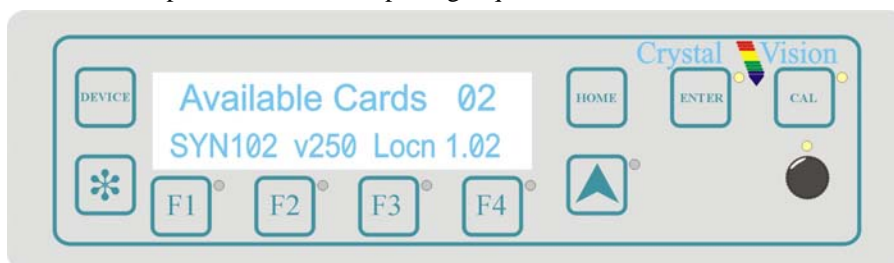 Crystal Vision
DEVICE
Available Cards 02
SYN102 v250 Locn 1.02
HOME
ENTER
CAL
F1
F2
F3
F4